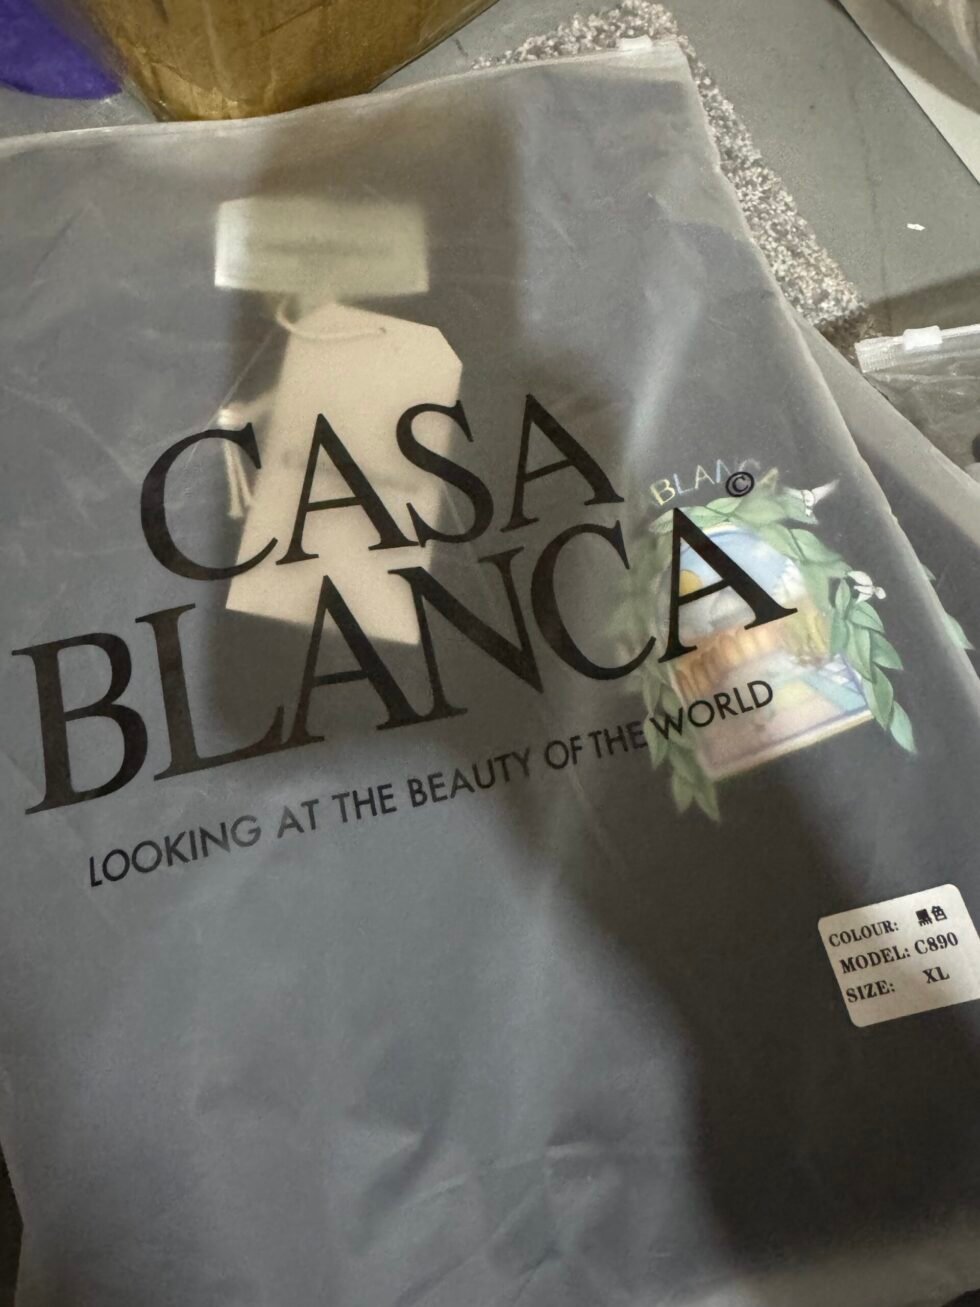 CASA
BLANCA
©
LOOKING AT THE BEAUTY OF THE WORLD
BLANC
COLOUR: 黑色
MODEL: C890
SIZE: XL